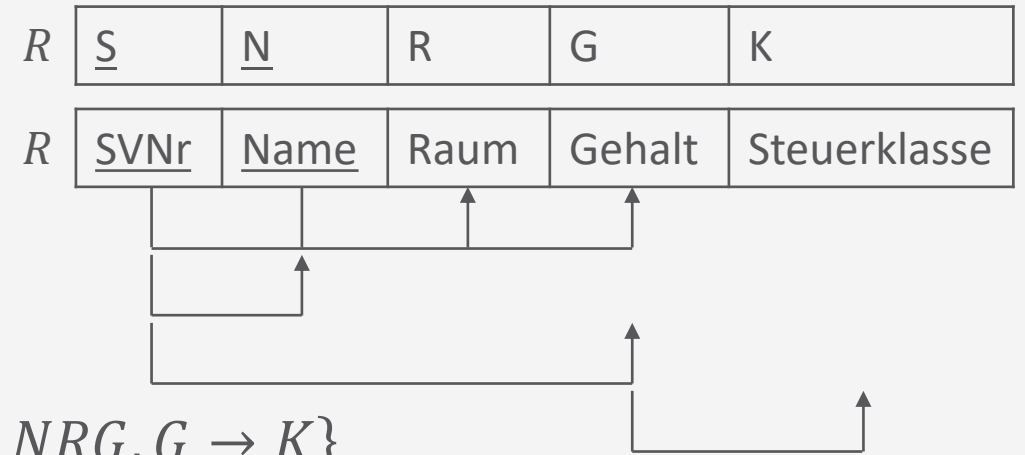 R S N R G K
R SVNr Name Raum Gehalt Steuerklasse
NRG, G → K}